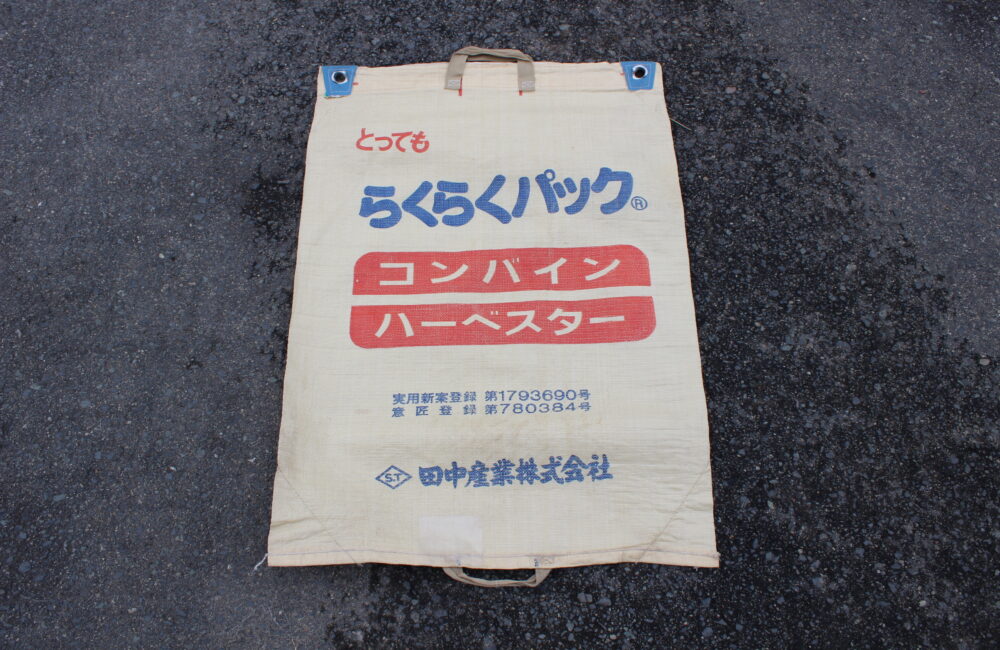 とっても
らくらくパック®
コンバイン
ハーベスター
実用新案登録 第1793690号
意匠登録 第780384号
S.T 田中産業株式会社